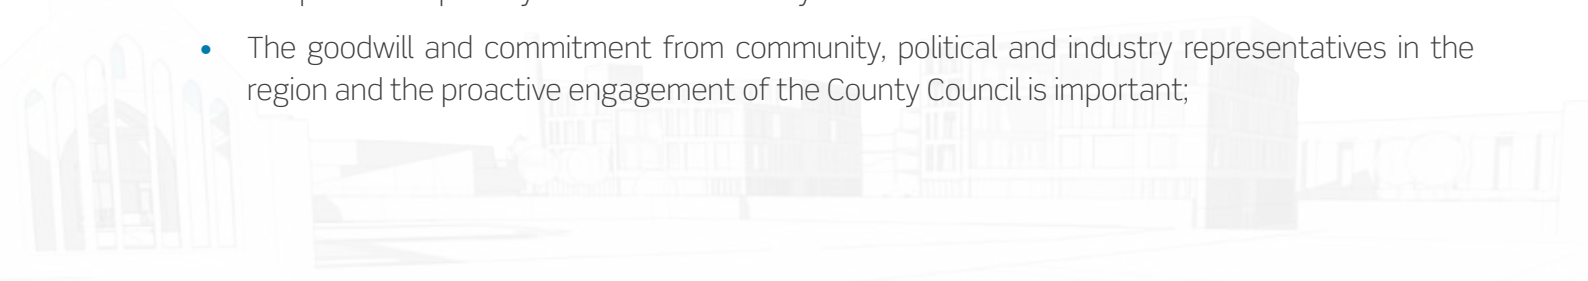 • The goodwill and commitment from community, political and industry representatives in the
region and the proactive engagement of the County Council is important;